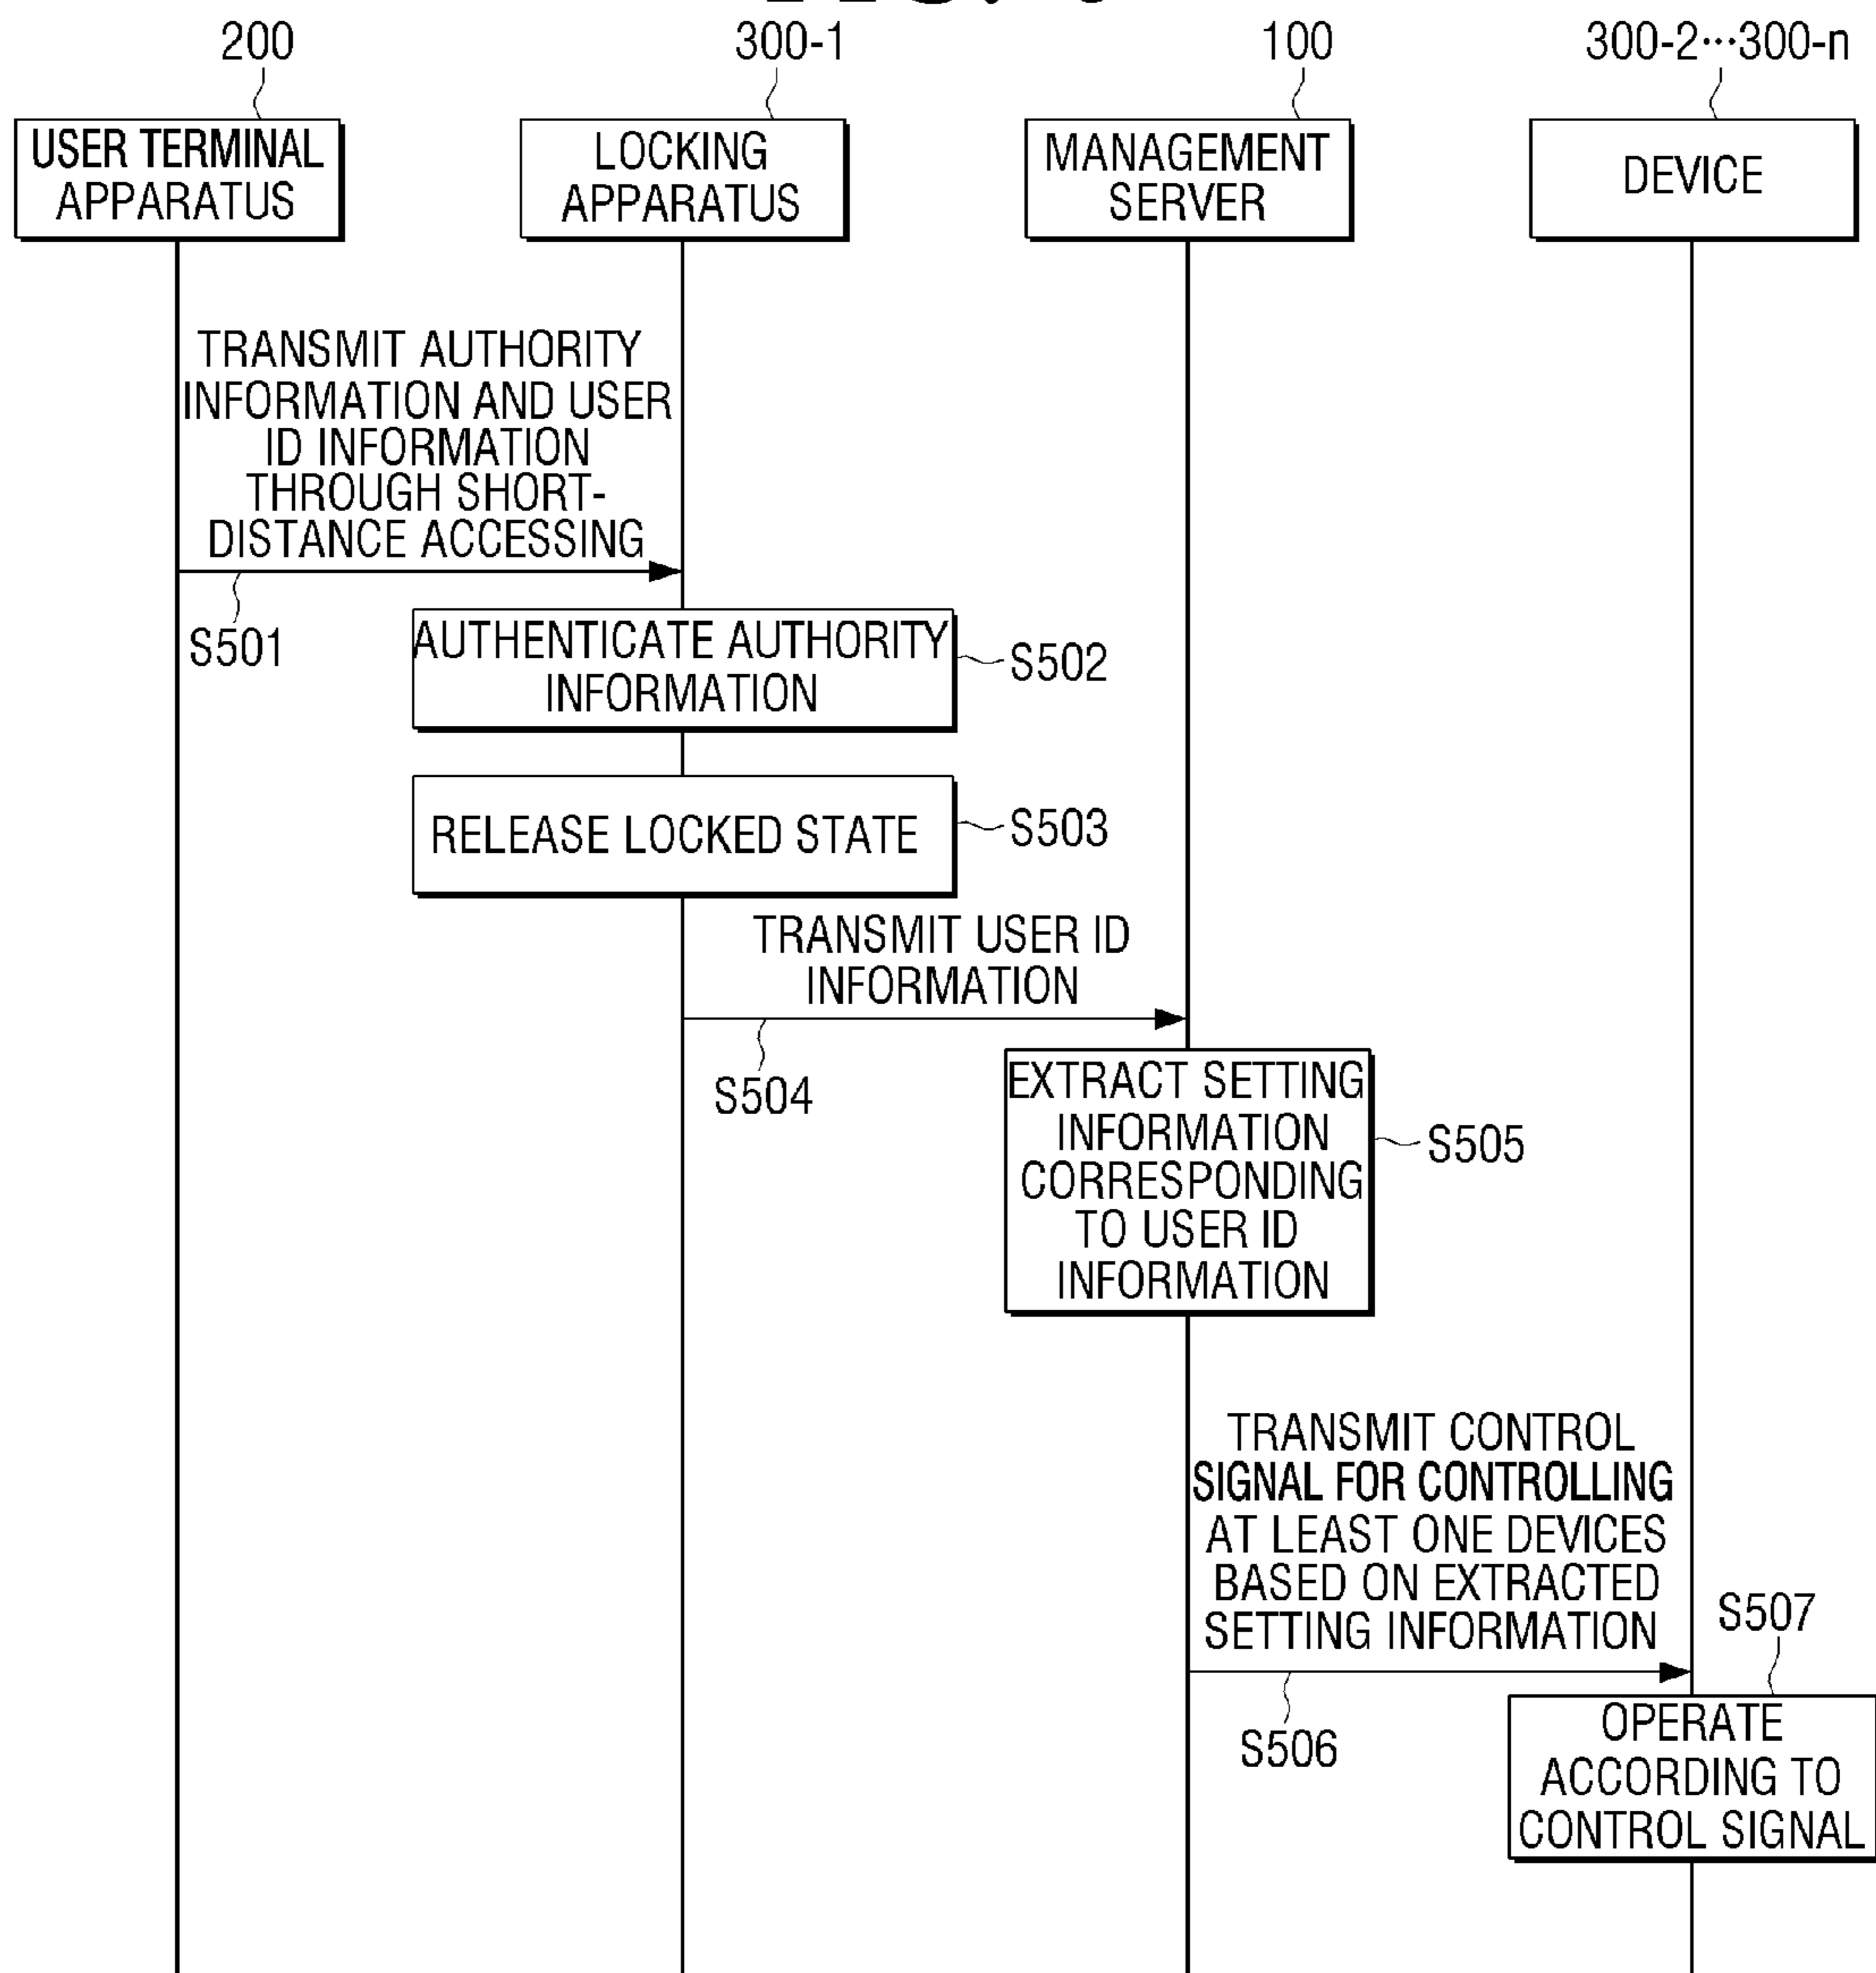 200
300-1
100
300-2···300-n
USER TERMINAL
APPARATUS
LOCKING
APPARATUS
MANAGEMENT
SERVER
DEVICE
TRANSMIT AUTHORITY
INFORMATION AND USER
ID INFORMATION
THROUGH SHORT-
DISTANCE ACCESSING
S501
AUTHENTICATE AUTHORITY
INFORMATION
S502
RELEASE LOCKED STATE
S503
TRANSMIT USER ID
INFORMATION
S504
EXTRACT SETTING
INFORMATION
CORRESPONDING
TO USER ID
INFORMATION
S505
TRANSMIT CONTROL
SIGNAL FOR CONTROLLING
AT LEAST ONE DEVICES
BASED ON EXTRACTED
SETTING INFORMATION
S506
S507
OPERATE
ACCORDING TO
CONTROL SIGNAL